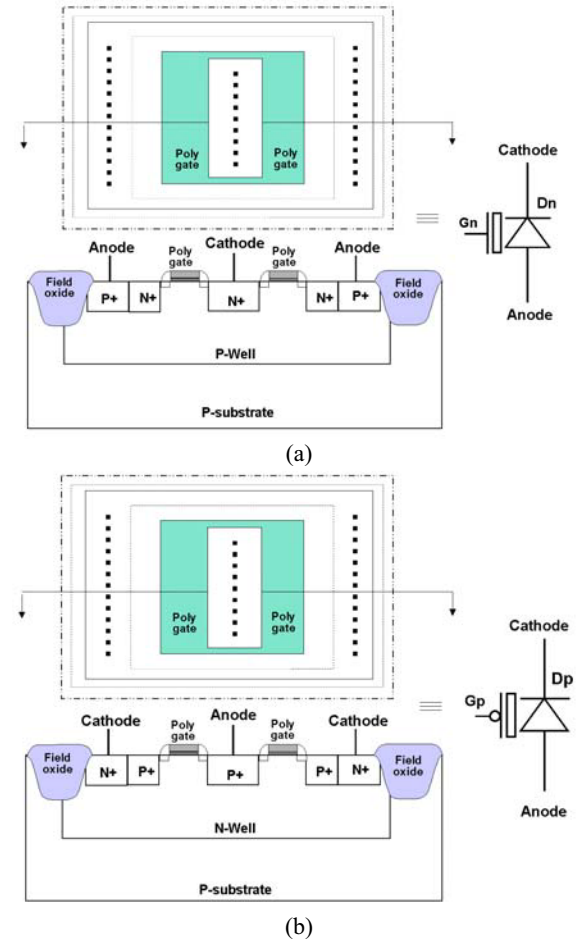 Poly gate
Poly gate
Cathode
Dn
Gn
Anode
Anode
Poly gate
Cathode
Poly gate
Anode
Field oxide
P+
N+
N+
N+
P+
Field oxide
P-Well
P-substrate
(a)
Poly gate
Poly gate
Cathode
Dp
Gp
Anode
Cathode
Poly gate
Anode
Poly gate
Cathode
Field oxide
N+
P+
P+
P+
N+
Field oxide
N-Well
P-substrate
(b)